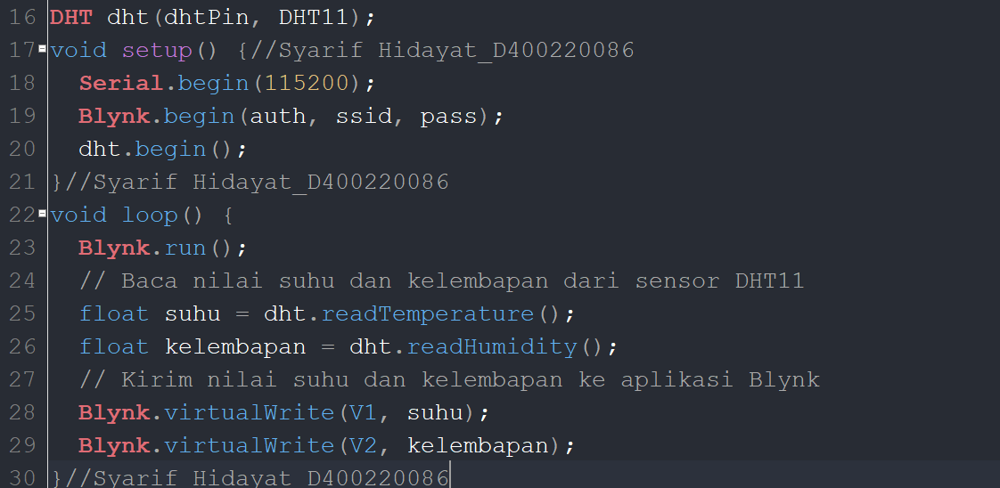 16 DHT dht(dhtPin, DHT11);
17 void setup() {//Syarif Hidayat_D400220086
18   Serial.begin(115200);
19   Blynk.begin(auth, ssid, pass);
20   dht.begin();
21 }//Syarif Hidayat_D400220086
22 void loop() {
23   Blynk.run();
24   // Baca nilai suhu dan kelembapan dari sensor DHT11
25   float suhu = dht.readTemperature();
26   float kelembapan = dht.readHumidity();
27   // Kirim nilai suhu dan kelembapan ke aplikasi Blynk
28   Blynk.virtualWrite(V1, suhu);
29   Blynk.virtualWrite(V2, kelembapan);
30 }//Syarif Hidayat_D400220086